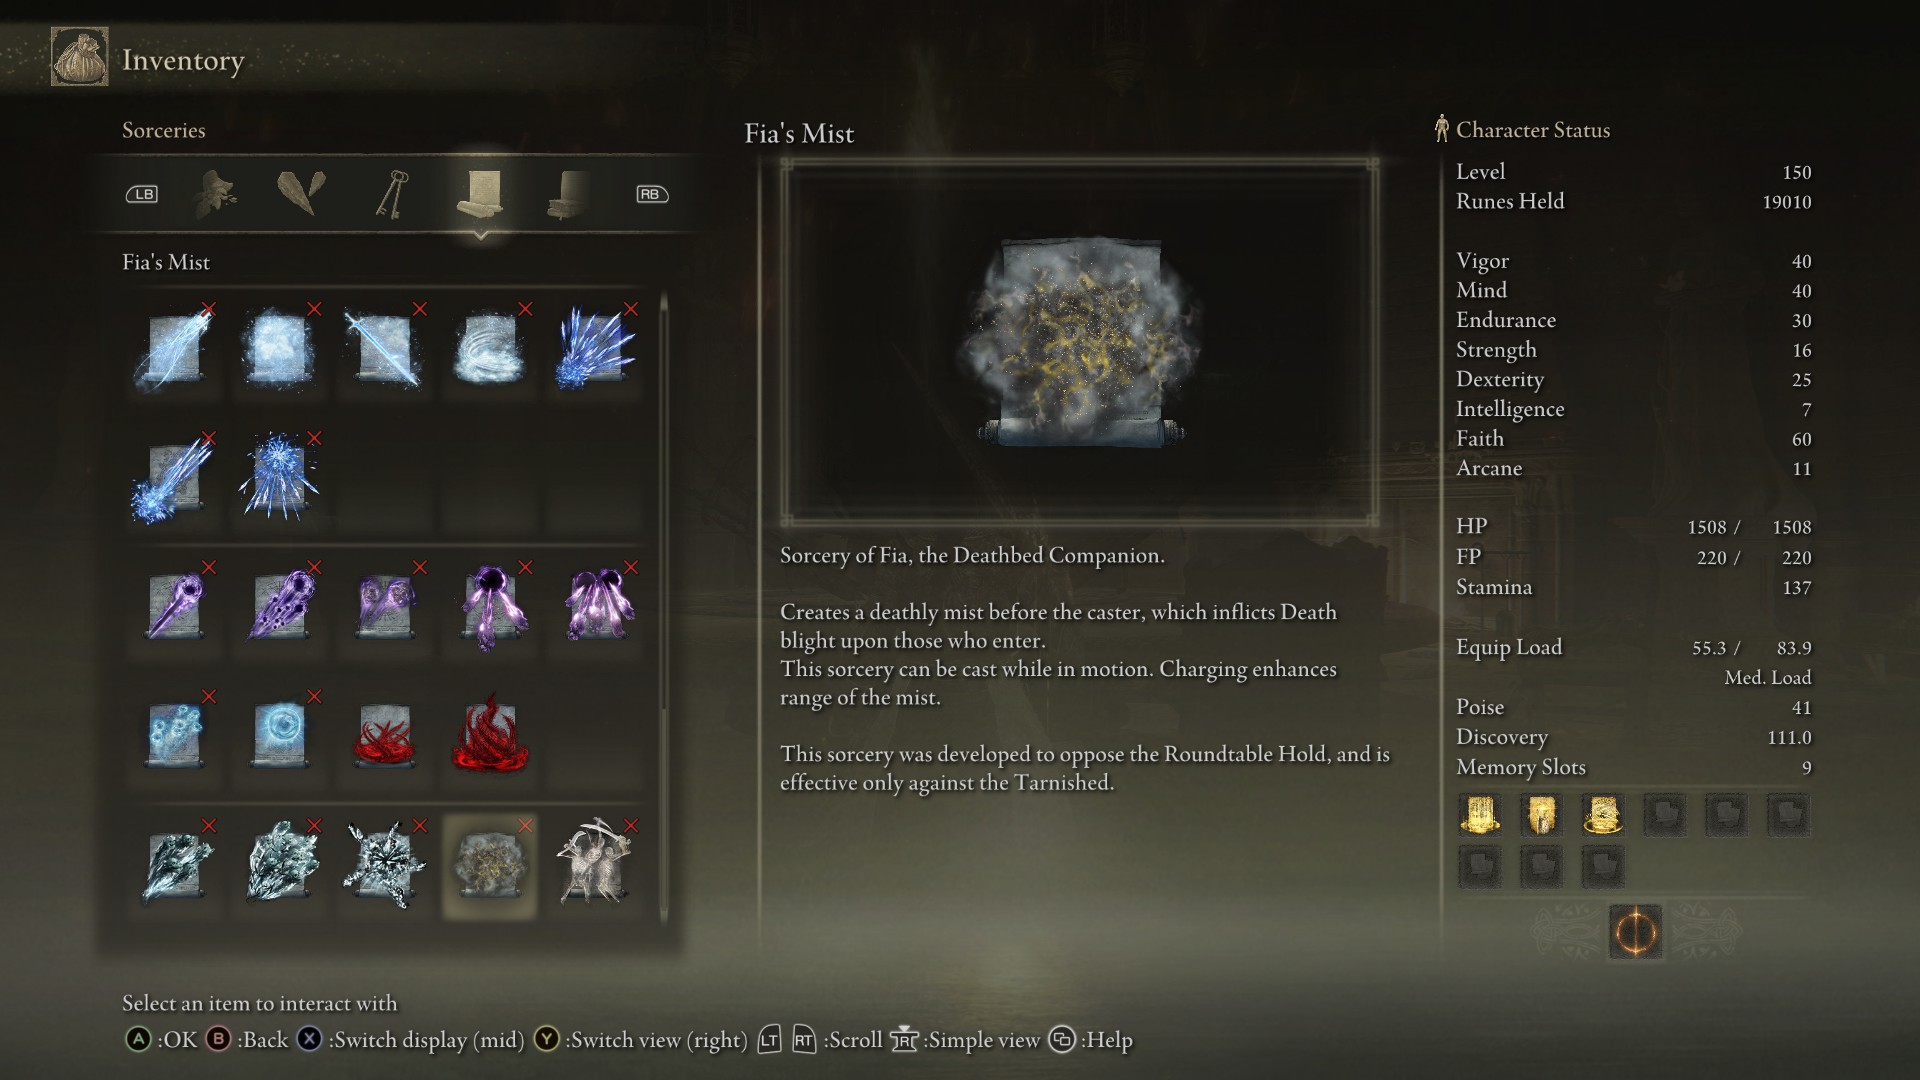 Inventory
Sorceries
LB
RB
Fia's Mist
Fia's Mist
Sorcery of Fia, the Deathbed Companion.
Creates a deathly mist before the caster, which inflicts Death
blight upon those who enter.
This sorcery can be cast while in motion. Charging enhances
range of the mist.
This sorcery was developed to oppose the Roundtable Hold, and is
effective only against the Tarnished.
Character Status
Level 150
Runes Held 19010
Vigor 40
Mind 40
Endurance 30
Strength 16
Dexterity 25
Intelligence 7
Faith 60
Arcane 11
HP 1508 / 1508
FP 220 / 220
Stamina 137
Equip Load 55.3 / 83.9
Med. Load
Poise 41
Discovery 111.0
Memory Slots 9
Select an item to interact with
A :OK B :Back X :Switch display (mid) Y :Switch view (right) LT RT :Scroll R :Simple view :Help